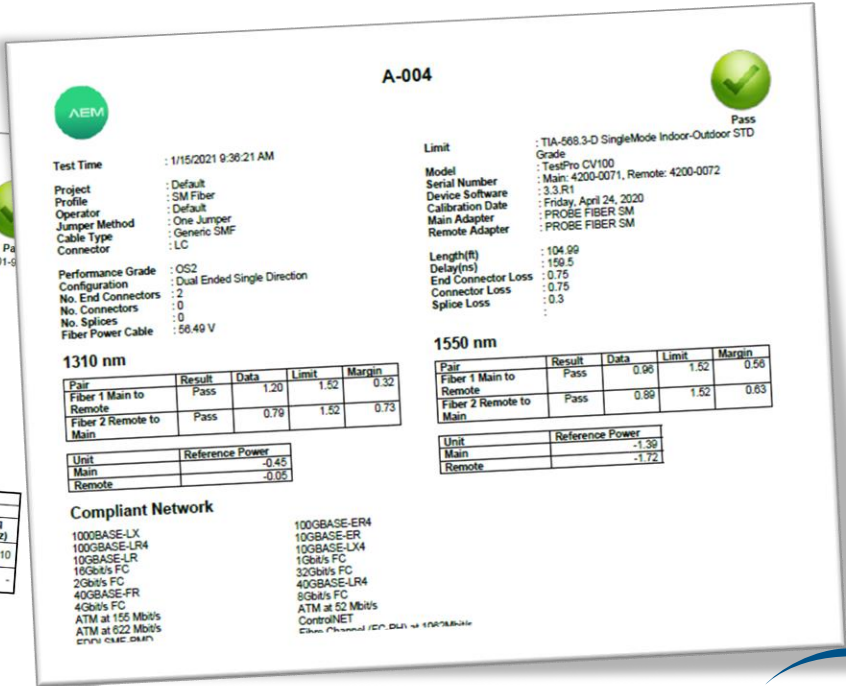 A-004
AEM
Pass
Test Time : 1/15/2021 9:36:21 AM
Project : Default
Profile : SM Fiber
Operator : Default
Jumper Method : One Jumper
Cable Type : Generic SMF
Connector : LC
Performance Grade : OS2
Configuration : Dual Ended Single Direction
No. End Connectors : 2
No. Connectors : 0
No. Splices : 0
Fiber Power Cable : 56.49 V
Limit : TIA-568.3-D SingleMode Indoor-Outdoor STD
Grade
Model : TestPro CV100
Serial Number : Main: 4200-0071, Remote: 4200-0072
Device Software : 3.3.R1
Calibration Date : Friday, April 24, 2020
Main Adapter : PROBE FIBER SM
Remote Adapter : PROBE FIBER SM
Length(ft) : 104.99
Delay(ns) : 159.5
End Connector Loss : 0.75
Connector Loss : 0.75
Splice Loss : 0.3
:
1310 nm
Pair Result Data Limit Margin
Fiber 1 Main to Pass 1.20 1.52 0.32
Remote
Fiber 2 Remote to Pass 0.79 1.52 0.73
Main
Unit Reference Power
Main -0.45
Remote -0.05
1550 nm
Pair Result Data Limit Margin
Fiber 1 Main to Pass 0.96 1.52 0.56
Remote
Fiber 2 Remote to Pass 0.89 1.52 0.63
Main
Unit Reference Power
Main -1.39
Remote -1.72
Compliant Network
1000BASE-LX 100GBASE-ER4
100GBASE-LR4 10GBASE-ER
10GBASE-LR 10GBASE-LX4
16Gbit/s FC 1Gbit/s FC
2Gbit/s FC 32Gbit/s FC
40GBASE-FR 40GBASE-LR4
4Gbit/s FC 8Gbit/s FC
ATM at 155 Mbit/s ATM at 52 Mbit/s
ATM at 622 Mbit/s ControlNET
FDDI SMF-PMD Fibre Channel (FC-PH) at 1062Mbit/s
10